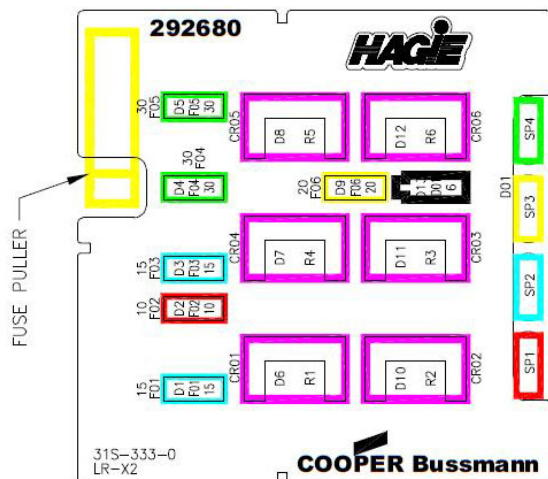 292680
HAGIE
30
F05
D5
F05
30
CR05
D8
R5
D12
R6
CR06
SP4
30
F04
D4
F04
30
20
F06
D9
F06
20
D13
D0
6
D01
SP3
FUSE PULLER
15
F03
D3
F03
15
CR04
D7
R4
D11
R3
CR03
SP2
10
F02
D2
F02
10
15
F01
D1
F01
15
CR01
D6
R1
D10
R2
CR02
SP1
31S-333-0
LR-X2
COOPER Bussmann